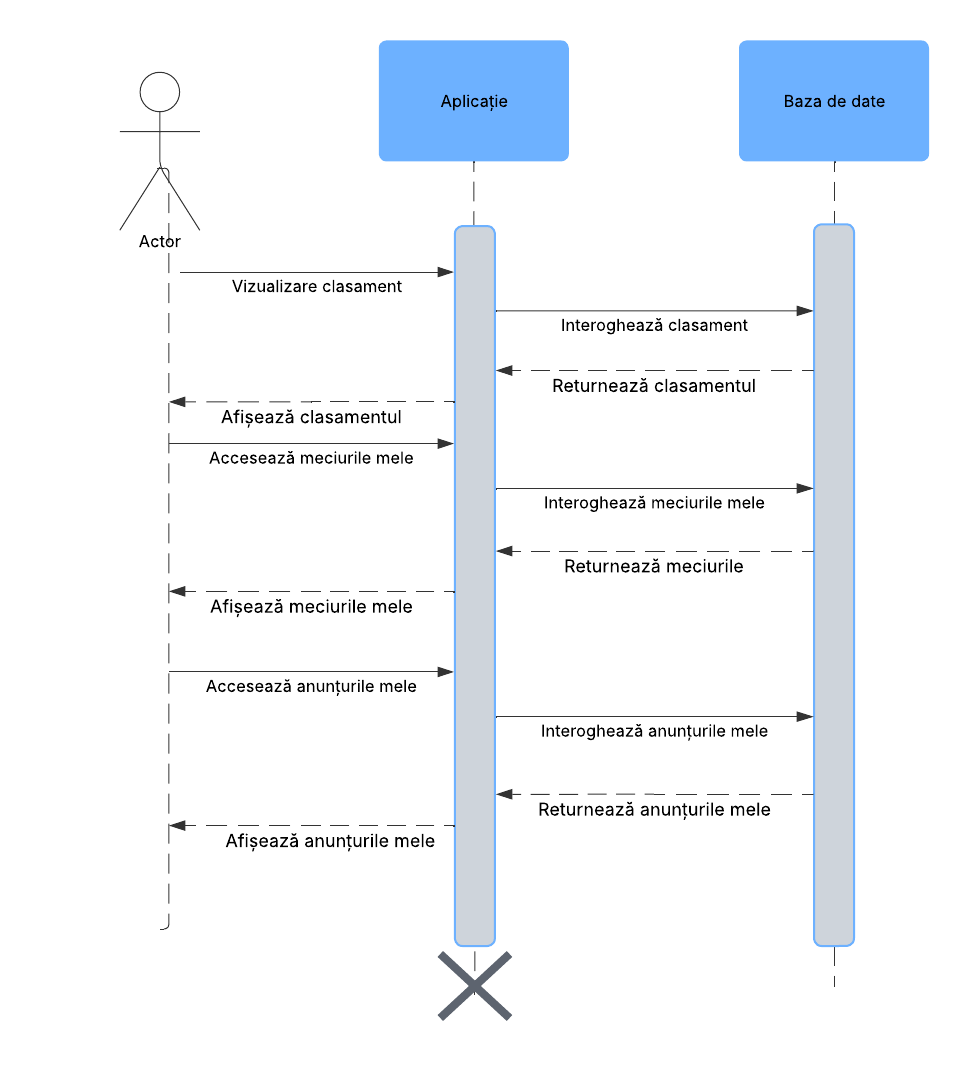 Aplicație
Baza de date
Actor
Vizualizare clasament
Interoghează clasament
Returnează clasamentul
Afișează clasamentul
Accesează meciurile mele
Interoghează meciurile mele
Returnează meciurile
Afișează meciurile mele
Accesează anunțurile mele
Interoghează anunțurile mele
Returnează anunțurile mele
Afișează anunțurile mele